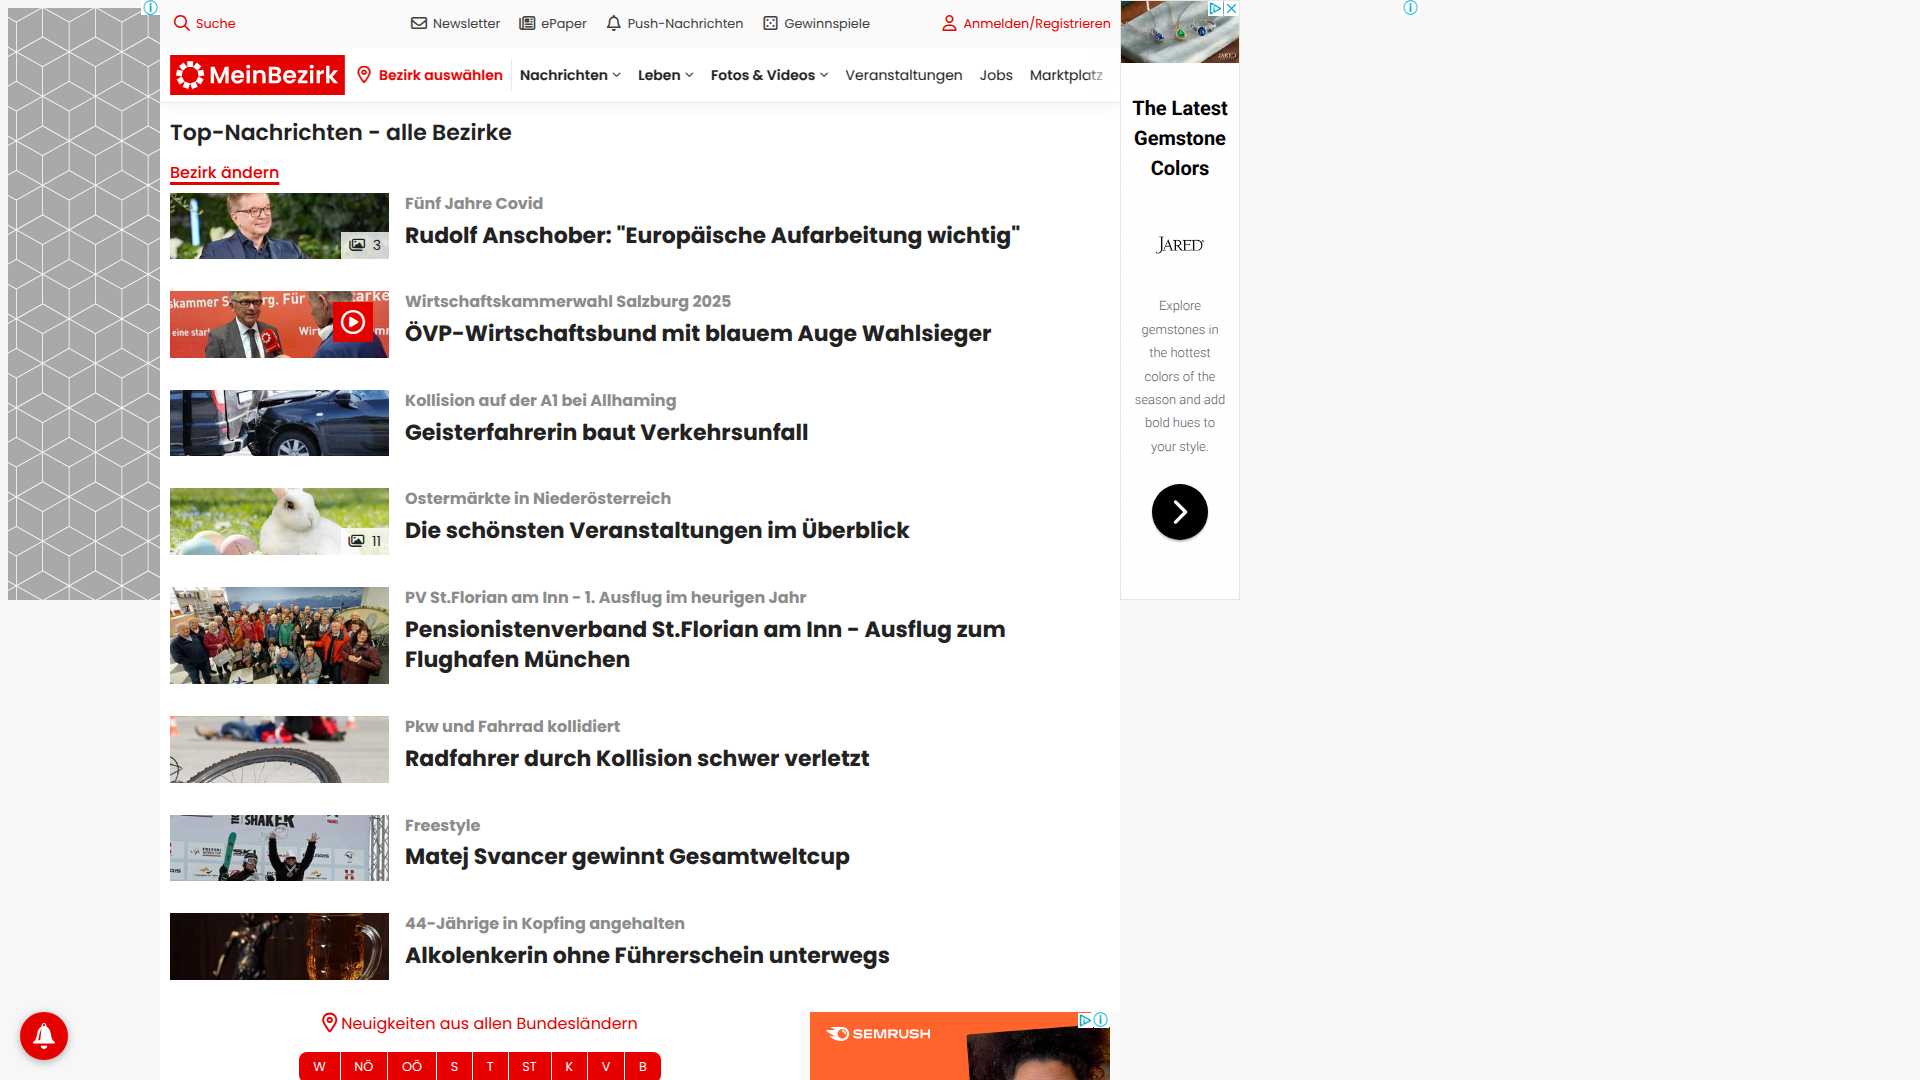 Suche
Newsletter
ePaper
Push-Nachrichten
Gewinnspiele
Anmelden/Registrieren
MeinBezirk
Bezirk auswählen
Nachrichten
Leben
Fotos & Videos
Veranstaltungen
Jobs
Marktplatz
Top-Nachrichten - alle Bezirke
Bezirk ändern
3
Fünf Jahre Covid
Rudolf Anschober: "Europäische Aufarbeitung wichtig"
Wirtschaftskammerwahl Salzburg 2025
ÖVP-Wirtschaftsbund mit blauem Auge Wahlsieger
Kollision auf der A1 bei Allhaming
Geisterfahrerin baut Verkehrsunfall
11
Ostermärkte in Niederösterreich
Die schönsten Veranstaltungen im Überblick
PV St.Florian am Inn - 1. Ausflug im heurigen Jahr
Pensionistenverband St.Florian am Inn - Ausflug zum
Flughafen München
Pkw und Fahrrad kollidiert
Radfahrer durch Kollision schwer verletzt
SHAKER
Freestyle
Matej Svancer gewinnt Gesamtweltcup
44-Jährige in Kopfing angehalten
Alkolenkerin ohne Führerschein unterwegs
Neuigkeiten aus allen Bundesländern
W
NÖ
OÖ
S
T
ST
K
V
B
SEMRUSH
The Latest
Gemstone
Colors
JARED
Explore
gemstones in
the hottest
colors of the
season and add
bold hues to
your style.